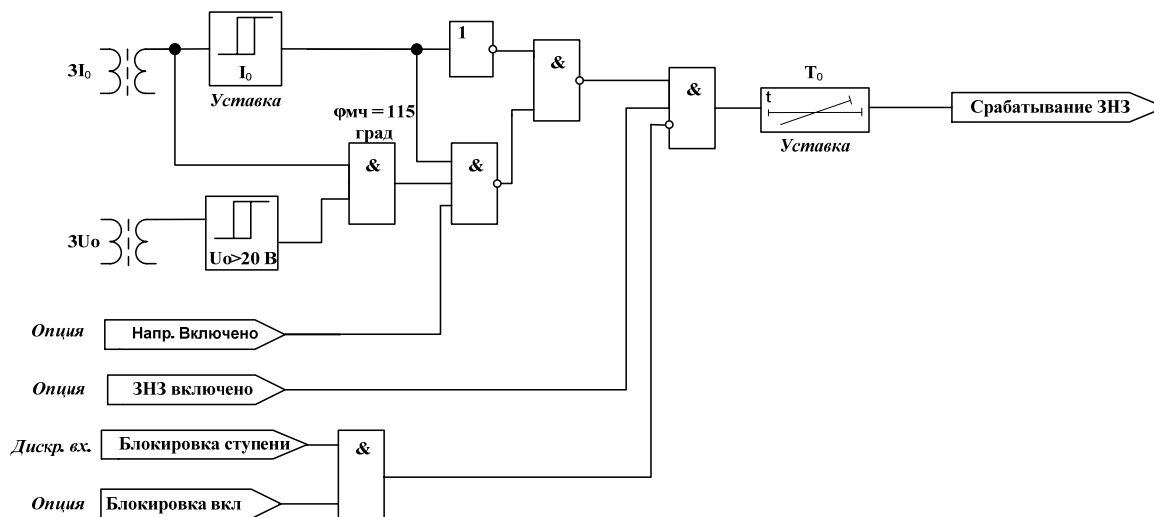 3I₀
I₀
Уставка
1
&
&
T₀
t
Уставка
Срабатывание ЗНЗ
φмч = 115
град
&
&
3Uo
Uo>20 В
Опция
Напр. Включено
Опция
ЗНЗ включено
Дискр. вх.
Блокировка ступени
&
Опция
Блокировка вкл